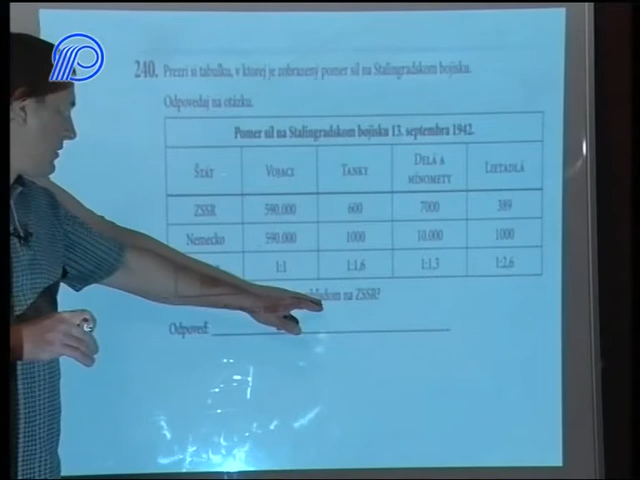 240. Prezri si tabuľku, v ktorej je zobrazený pomer síl na Stalingradskom bojisku.
Odpovedaj na otázku.
Pomer síl na Stalingradskom bojisku 13. septembra 1942.
ŠTÁT VOJACI TANKY DELÁ A MÍNOMETY LIETADLÁ
ZSSR 590.000 600 7000 389
Nemecko 590.000 1000 10.000 1000
1:1 1:1,6 1:1,3 1:2,6
na ZSSR?
Odpoveď: